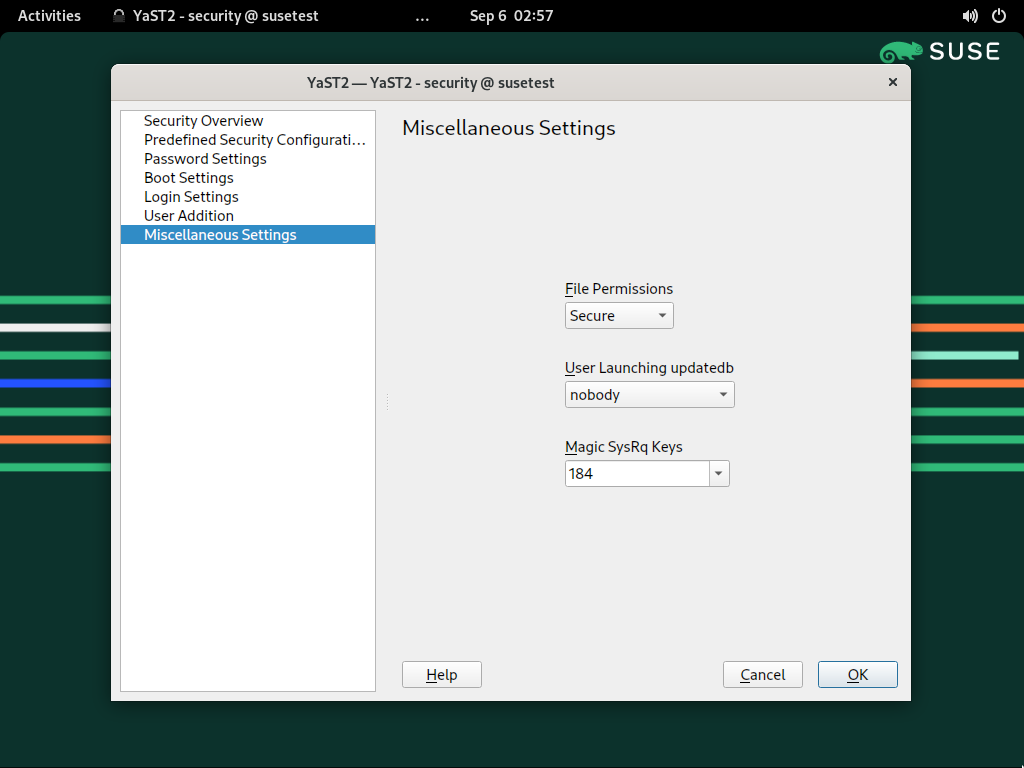 Activities
YaST2 - security @ susetest
...
Sep 6 02:57
SUSE
YaST2 — YaST2 - security @ susetest
Security Overview
Predefined Security Configurati...
Password Settings
Boot Settings
Login Settings
User Addition
Miscellaneous Settings
Miscellaneous Settings
File Permissions
Secure
User Launching updatedb
nobody
Magic SysRq Keys
184
Help
Cancel
OK